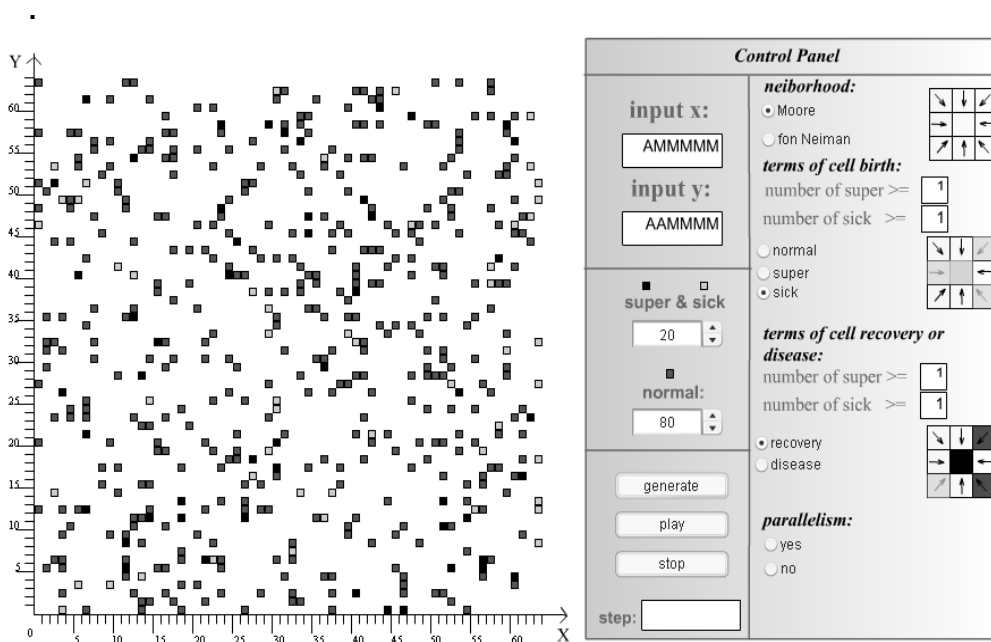 Y
60
55
50
45
40
35
30
25
20
15
10
5
0
5 10 15 20 25 30 35 40 45 50 55 60
X
Control Panel
input x:
AMMMMM
input y:
AAMMMM
super & sick
20
normal:
80
generate
play
stop
step:
neiborhood:
Moore
fon Neiman
terms of cell birth:
number of super >= 1
number of sick >= 1
normal
super
sick
terms of cell recovery or
disease:
number of super >= 1
number of sick >= 1
recovery
disease
parallelism:
yes
no